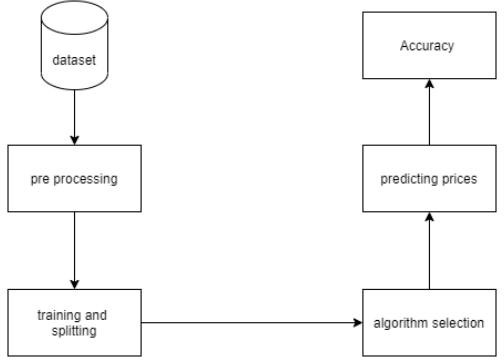 dataset
pre processing
training and
splitting
algorithm selection
predicting prices
Accuracy